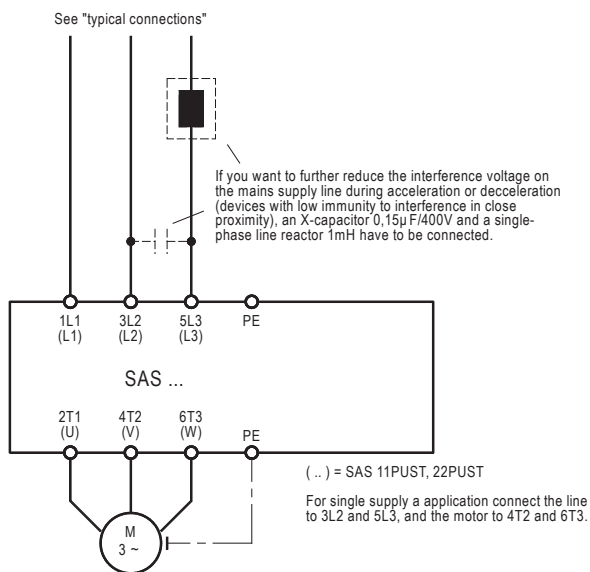 See "typical connections"
If you want to further reduce the interference voltage on
the mains supply line during acceleration or decceleration
(devices with low immunity to interference in close
proximity), an X-capacitor 0,15µF/400V and a single-
phase line reactor 1mH have to be connected.
1L1 3L2 5L3 PE
(L1) (L2) (L3)
SAS ...
2T1 4T2 6T3
(U) (V) (W) PE
( .. ) = SAS 11PUST, 22PUST
For single supply a application connect the line
to 3L2 and 5L3, and the motor to 4T2 and 6T3.
M
3 ~